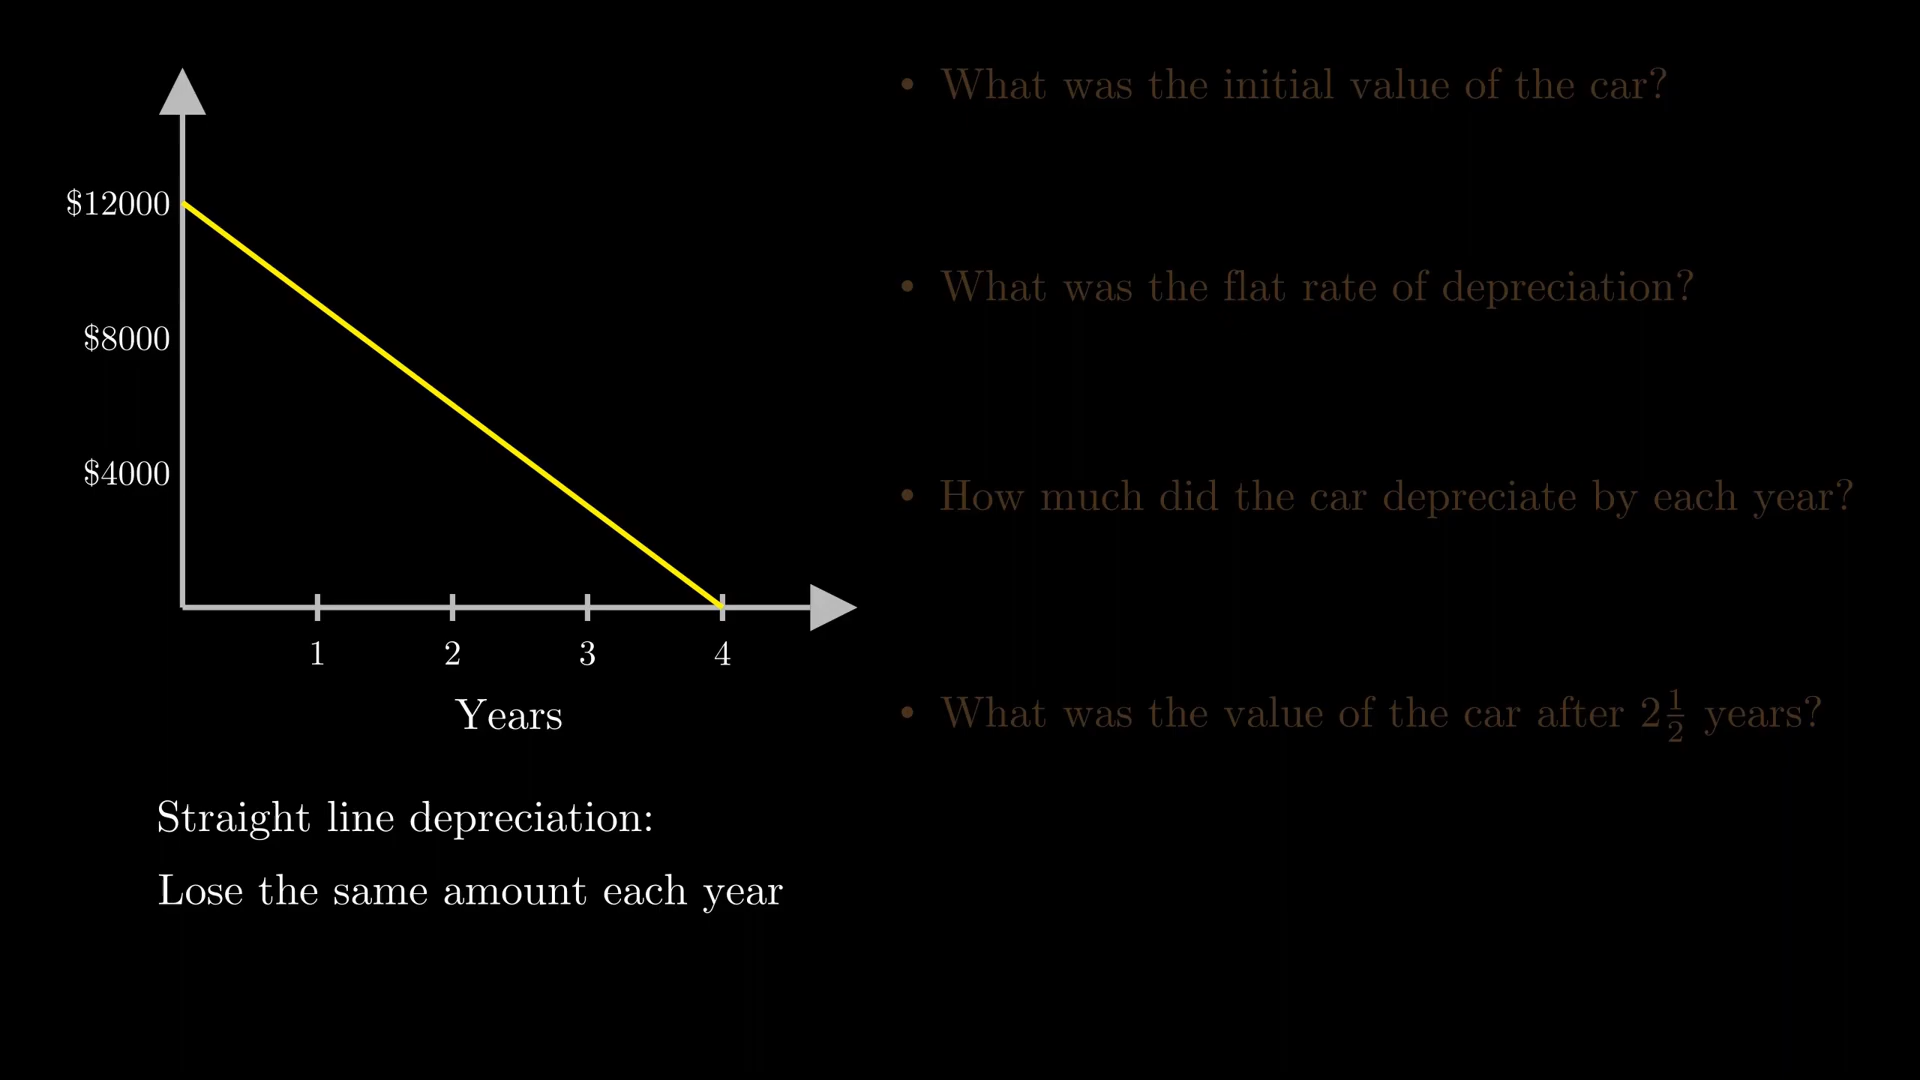 $12000
$8000
$4000
1 2 3 4
Years
Straight line depreciation:
Lose the same amount each year
• What was the initial value of the car?
• What was the flat rate of depreciation?
• How much did the car depreciate by each year?
• What was the value of the car after 2½ years?